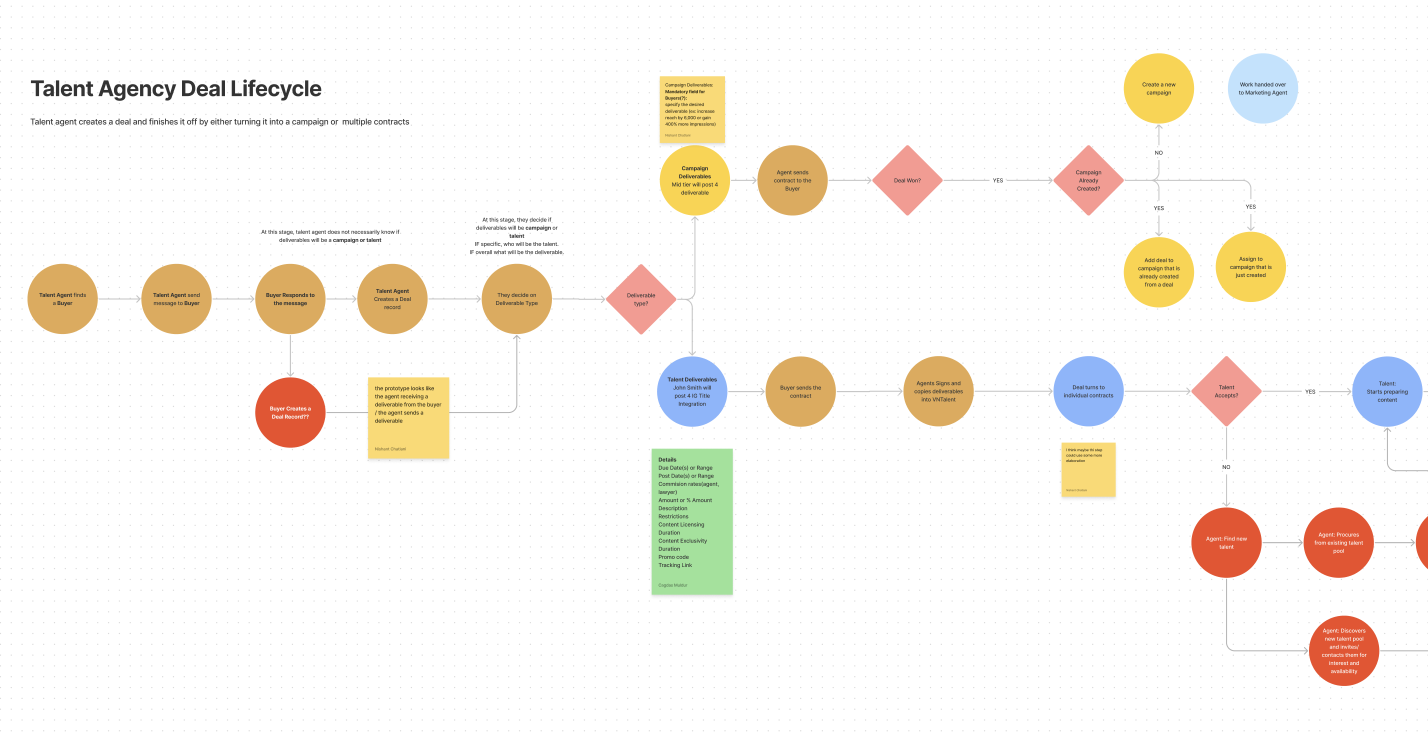 Talent Agency Deal Lifecycle
Talent agent creates a deal and finishes it off by either turning it into a campaign or multiple contracts
At this stage, talent agent does not necessarily know if
deliverables will be a campaign or talent
At this stage, they decide if
deliverables will be campaign or
talent
IF specific, who will be the talent.
IF overall what will be the deliverable.
Talent Agent finds
a Buyer
Talent Agent send
message to Buyer
Buyer Responds to
the message
Talent Agent
Creates a Deal
record
They decide on
Deliverable Type
Deliverable
type?
Buyer Creates a
Deal Record??
the prototype looks like
the agent receiving a
deliverable from the buyer
/ the agent sends a
deliverable
Campaign Deliverables:
Mandatory field for
Buyers(?):
specify the desired
deliverable (ex: increase
reach by 6,000 or gain
400% more impressions)
Campaign
Deliverables
Mid tier will post 4
deliverable
Agent sends
contract to the
Buyer
Deal Won?
YES
Campaign
Already
Created?
NO
Create a new
campaign
Work handed over
to Marketing Agent
YES
Add deal to
campaign that is
already created
from a deal
YES
Assign to
campaign that is
just created
Talent Deliverables
John Smith will
post 4 IG Title
Integration
Buyer sends the
contract
Agents Signs and
copies deliverables
into VNTalent
Deal turns to
individual contracts
Talent
Accepts?
YES
Talent:
Starts preparing
content
Details
Due Date(s) or Range
Post Date(s) or Range
Commision rates(agent,
lawyer)
Amount or % Amount
Description
Restrictions
Content Licensing
Duration
Content Exclusivity
Duration
Promo code
Tracking Link
I think maybe thi step
could use some more
elaboration
NO
Agent: Find new
talent
Agent: Procures
from existing talent
pool
Agent: Discovers
new talent pool
and invites/
contacts them for
interest and
availability